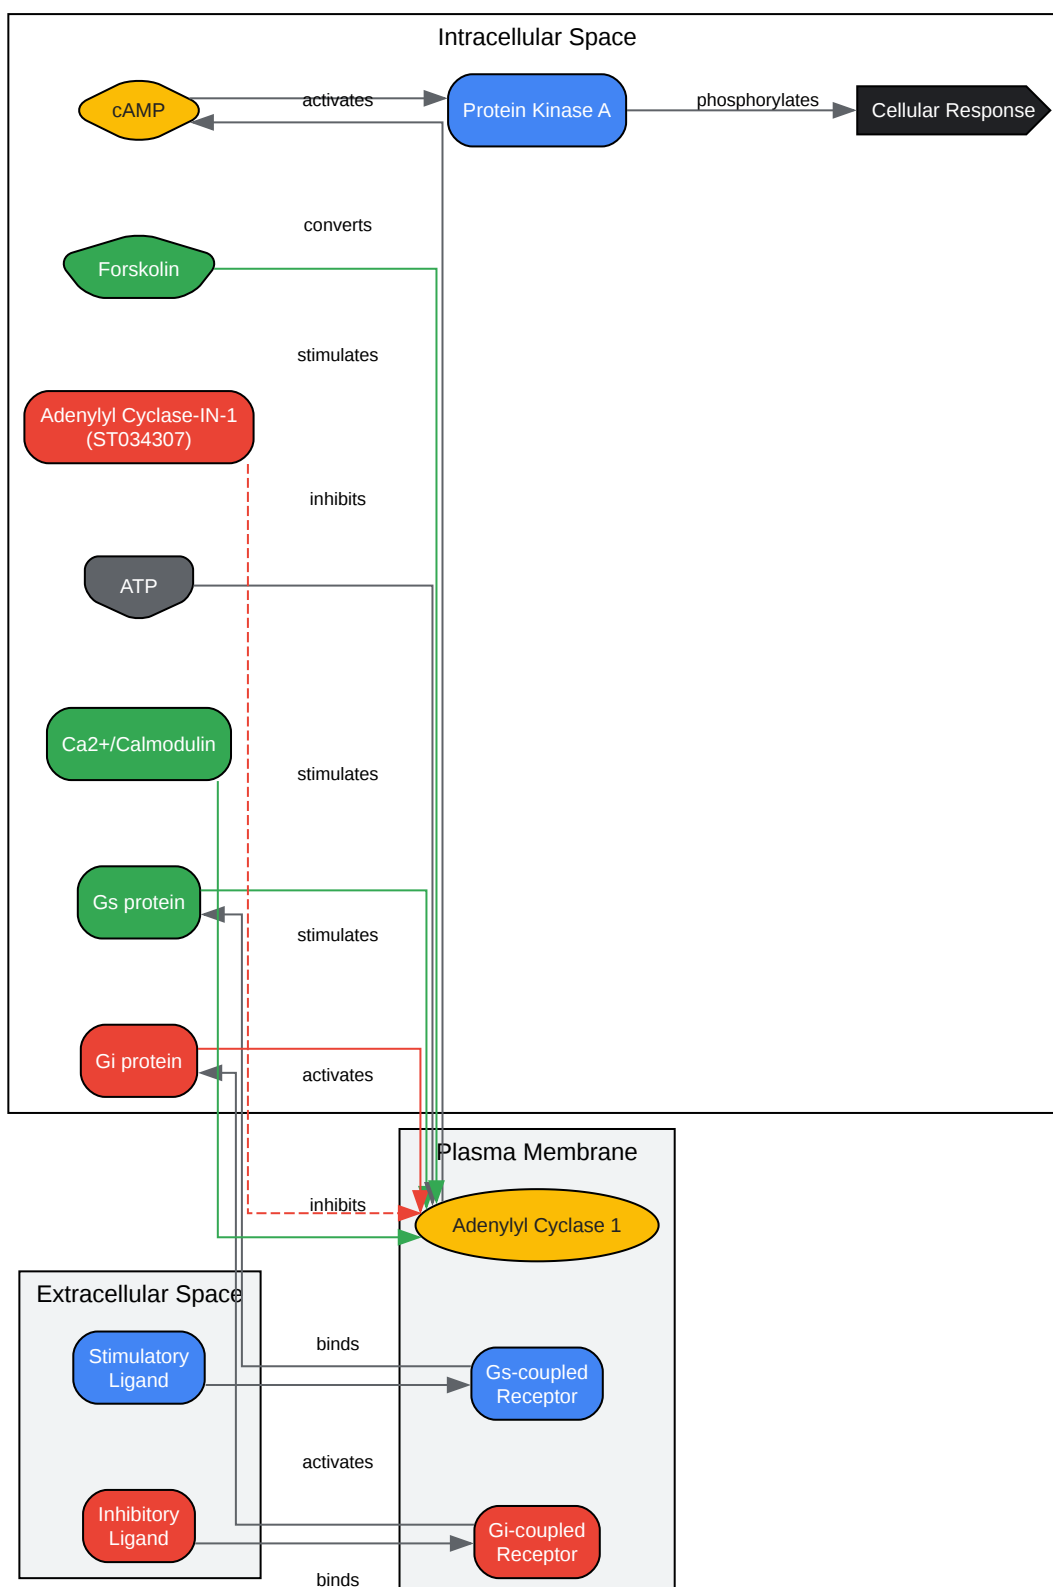 Intracellular Space
cAMP
activates
Protein Kinase A
phosphorylates
Cellular Response
converts
Forskolin
stimulates
Adenylyl Cyclase-IN-1
(ST034307)
inhibits
ATP
Ca2+/Calmodulin
stimulates
Gs protein
stimulates
Gi protein
activates
Plasma Membrane
inhibits
Adenylyl Cyclase 1
Extracellular Space
Stimulatory
Ligand
binds
Gs-coupled
Receptor
activates
Inhibitory
Ligand
Gi-coupled
Receptor
binds